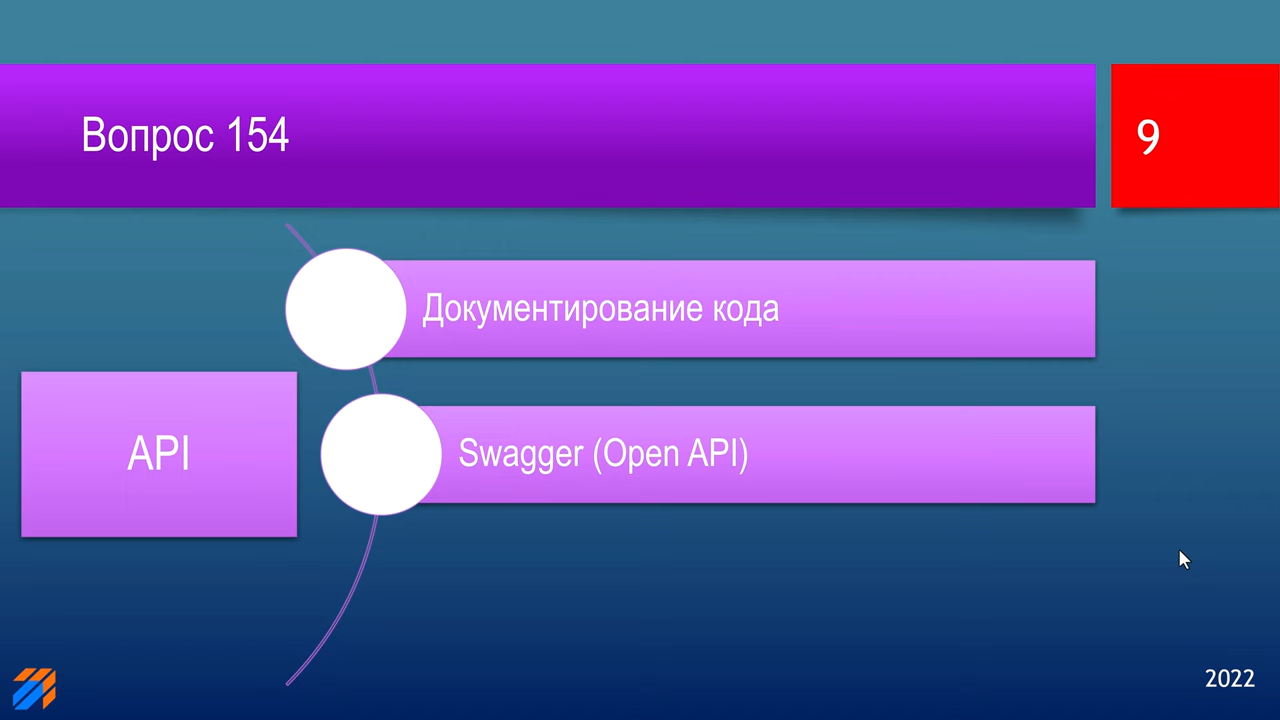 Вопрос 154
9
Документирование кода
API
Swagger (Open API)
2022